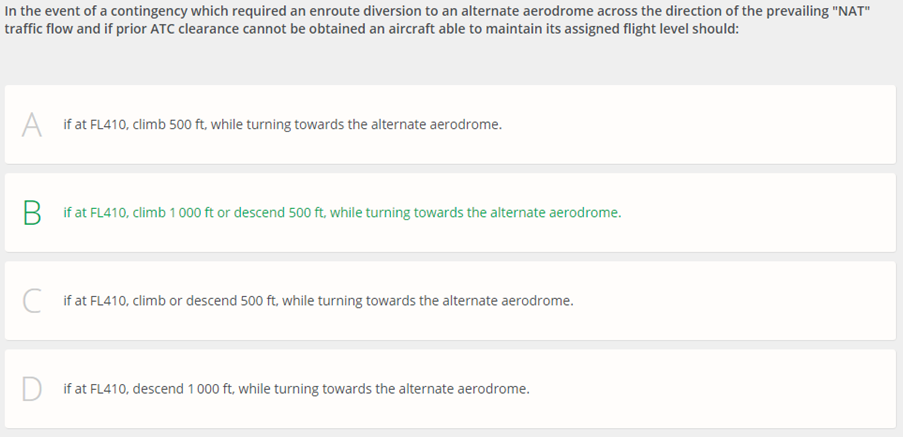 In the event of a contingency which required an enroute diversion to an alternate aerodrome across the direction of the prevailing "NAT"
traffic flow and if prior ATC clearance cannot be obtained an aircraft able to maintain its assigned flight level should:
A if at FL410, climb 500 ft, while turning towards the alternate aerodrome.
B if at FL410, climb 1 000 ft or descend 500 ft, while turning towards the alternate aerodrome.
C if at FL410, climb or descend 500 ft, while turning towards the alternate aerodrome.
D if at FL410, descend 1 000 ft, while turning towards the alternate aerodrome.